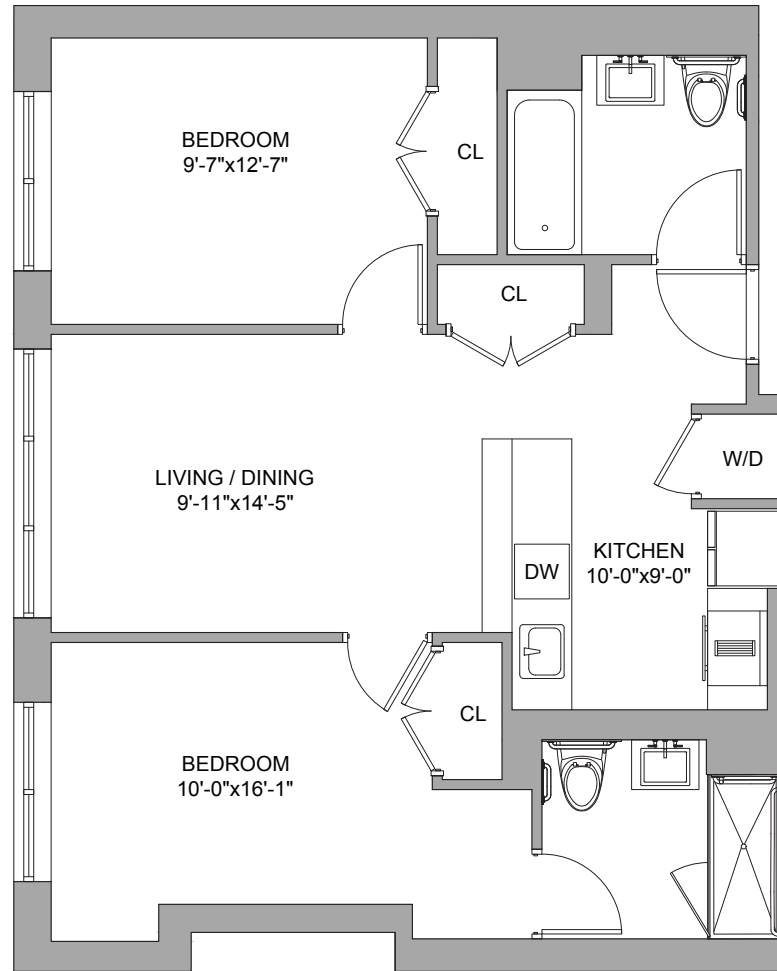 BEDROOM
9'-7"x12'-7"
CL
CL
LIVING / DINING
9'-11"x14'-5"
W/D
KITCHEN
10'-0"x9'-0"
DW
CL
BEDROOM
10'-0"x16'-1"